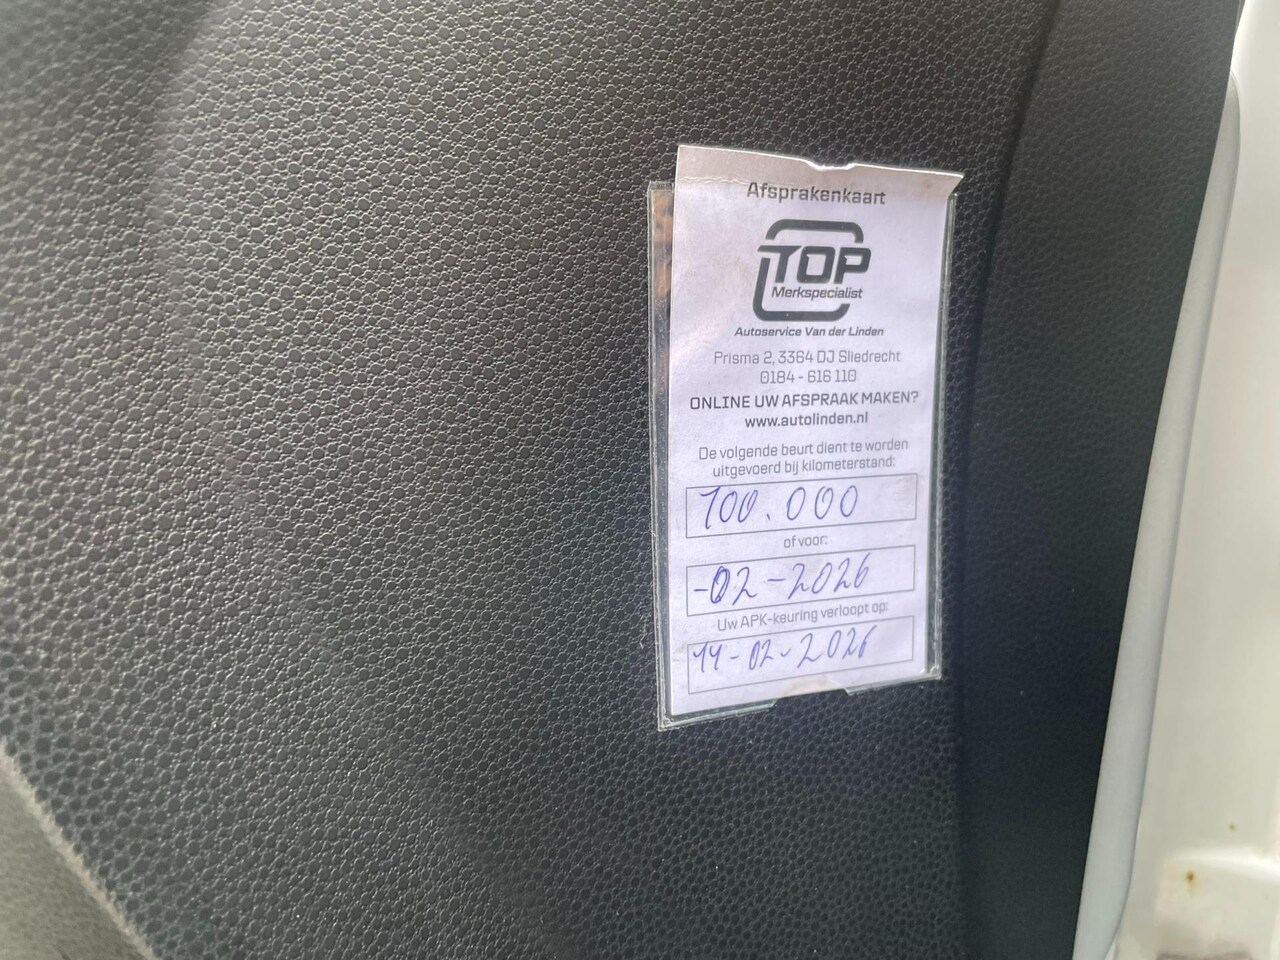 Afsprakenkaart
TOP
Merkspecialist
Autoservice Van der Linden
Prisma 2, 3364 DJ Sliedrecht
0184 - 616 110
ONLINE UW AFSPRAAK MAKEN?
www.autolinden.nl
De volgende beurt dient te worden
uitgevoerd bij kilometerstand:
100.000
of voor:
-02-2026
Uw APK-keuring verloopt op:
14-02-2026